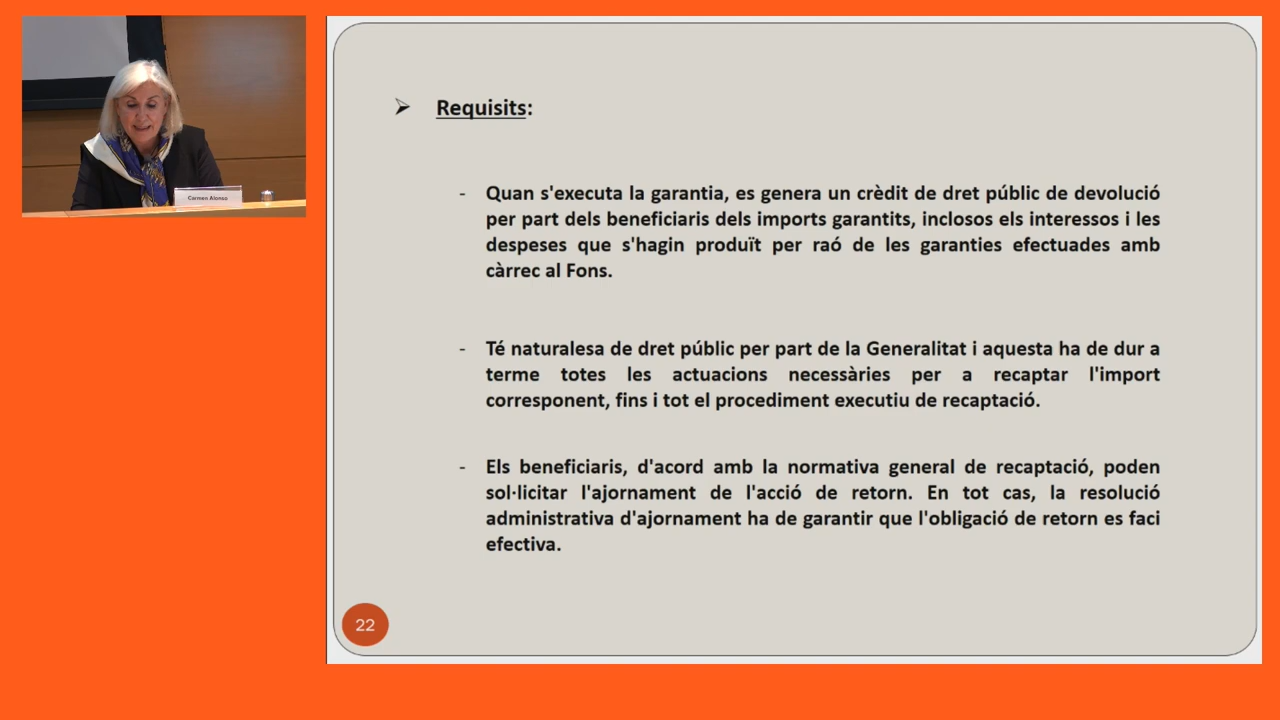 Carmen Alonso
➢ Requisits:
- Quan s'executa la garantia, es genera un crèdit de dret públic de devolució
per part dels beneficiaris dels imports garantits, inclosos els interessos i les
despeses que s'hagin produït per raó de les garanties efectuades amb
càrrec al Fons.
- Té naturalesa de dret públic per part de la Generalitat i aquesta ha de dur a
terme totes les actuacions necessàries per a recaptar l'import
corresponent, fins i tot el procediment executiu de recaptació.
- Els beneficiaris, d'acord amb la normativa general de recaptació, poden
sol·licitar l'ajornament de l'acció de retorn. En tot cas, la resolució
administrativa d'ajornament ha de garantir que l'obligació de retorn es faci
efectiva.
22